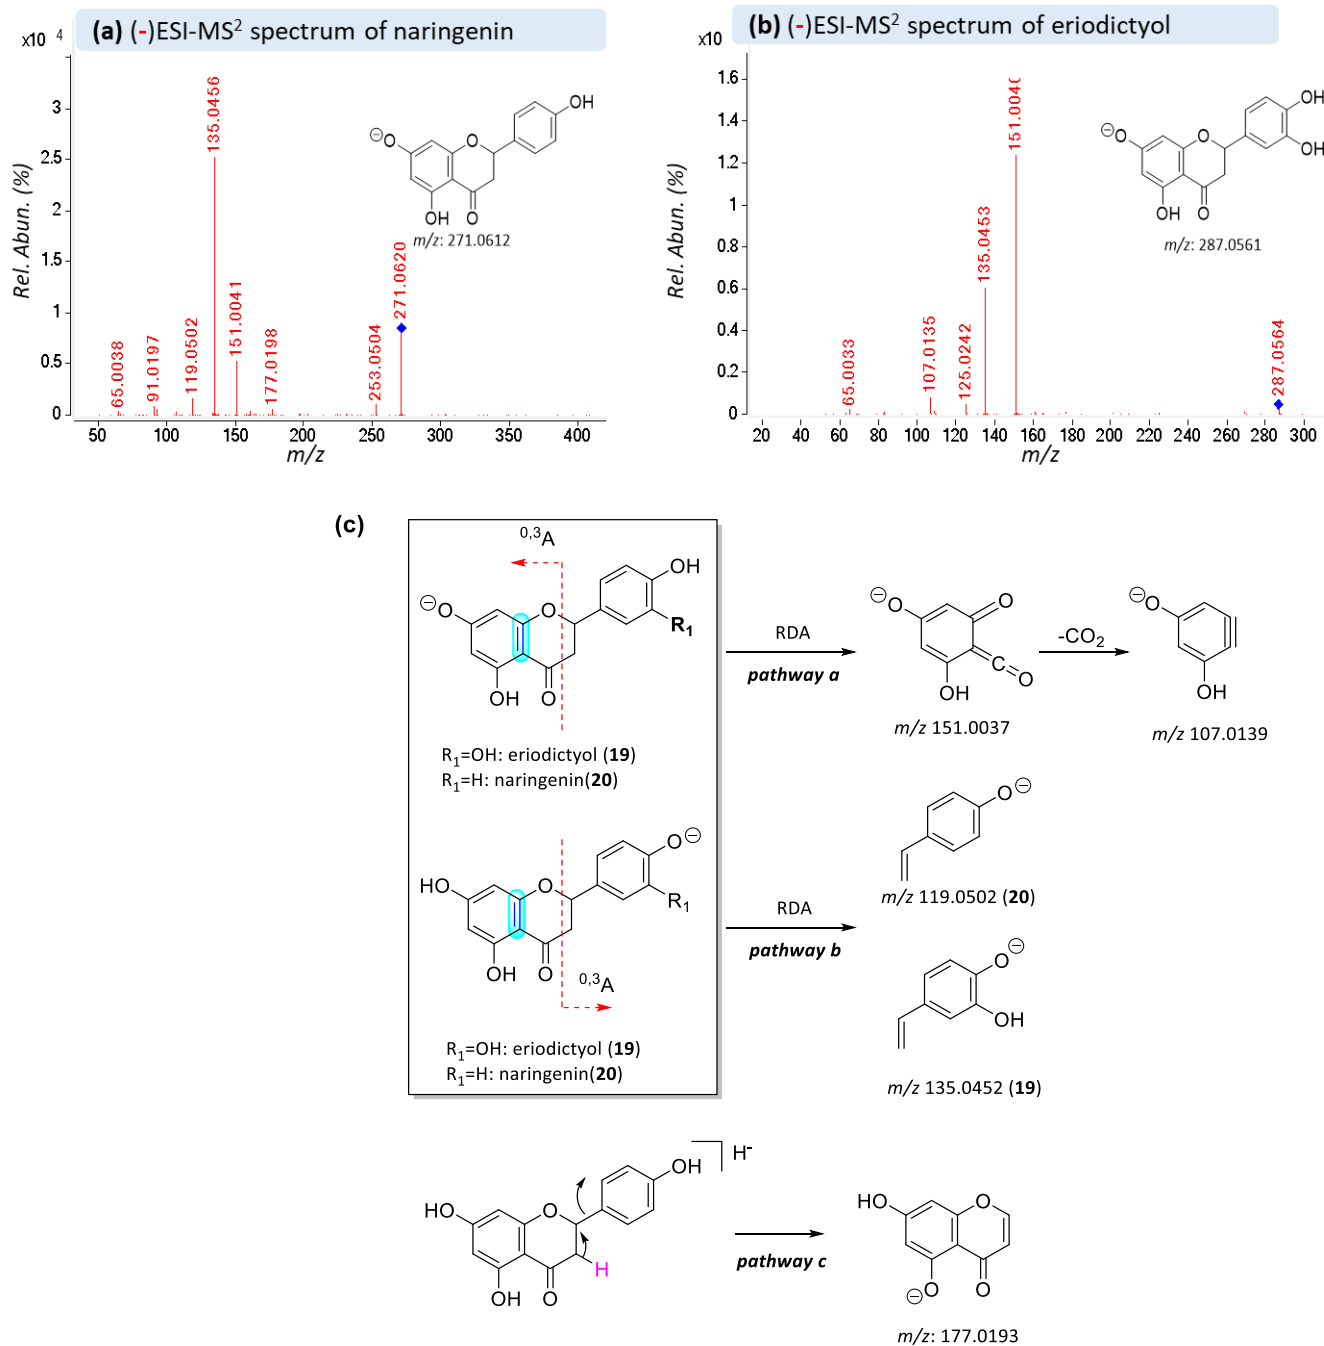 (a) (-)ESI-MS² spectrum of naringenin
x10 4
Rel. Abun. (%)
3
2.5
2
1.5
1
0.5
0
65.0038
91.0197
119.0502
135.0456
151.0041
177.0198
253.0504
271.0620
⊖O
O
OH
OH
O
m/z: 271.0612
50 100 150 200 250 300 350 400
m/z
(b) (-)ESI-MS² spectrum of eriodictyol
x10
Rel. Abun. (%)
1.6
1.4
1.2
1
0.8
0.6
0.4
0.2
0
65.0033
107.0135
125.0242
135.0453
151.004
287.0564
⊖O
O
OH
OH
OH
O
m/z: 287.0561
20 40 60 80 100 120 140 160 180 200 220 240 260 280 300
m/z
(c)
0,3A
⊖O
O
OH
R1
OH
O
R1=OH: eriodictyol (19)
R1=H: naringenin(20)
HO
O
O⊖
R1
OH
O
0,3A
R1=OH: eriodictyol (19)
R1=H: naringenin(20)
RDA
pathway a
⊖O
O
C
O
OH
m/z 151.0037
-CO2
⊖O
OH
m/z 107.0139
RDA
pathway b
O⊖
m/z 119.0502 (20)
O⊖
OH
m/z 135.0452 (19)
HO
O
OH
H-
H
OH
O
pathway c
HO
O
⊖O
O
m/z: 177.0193